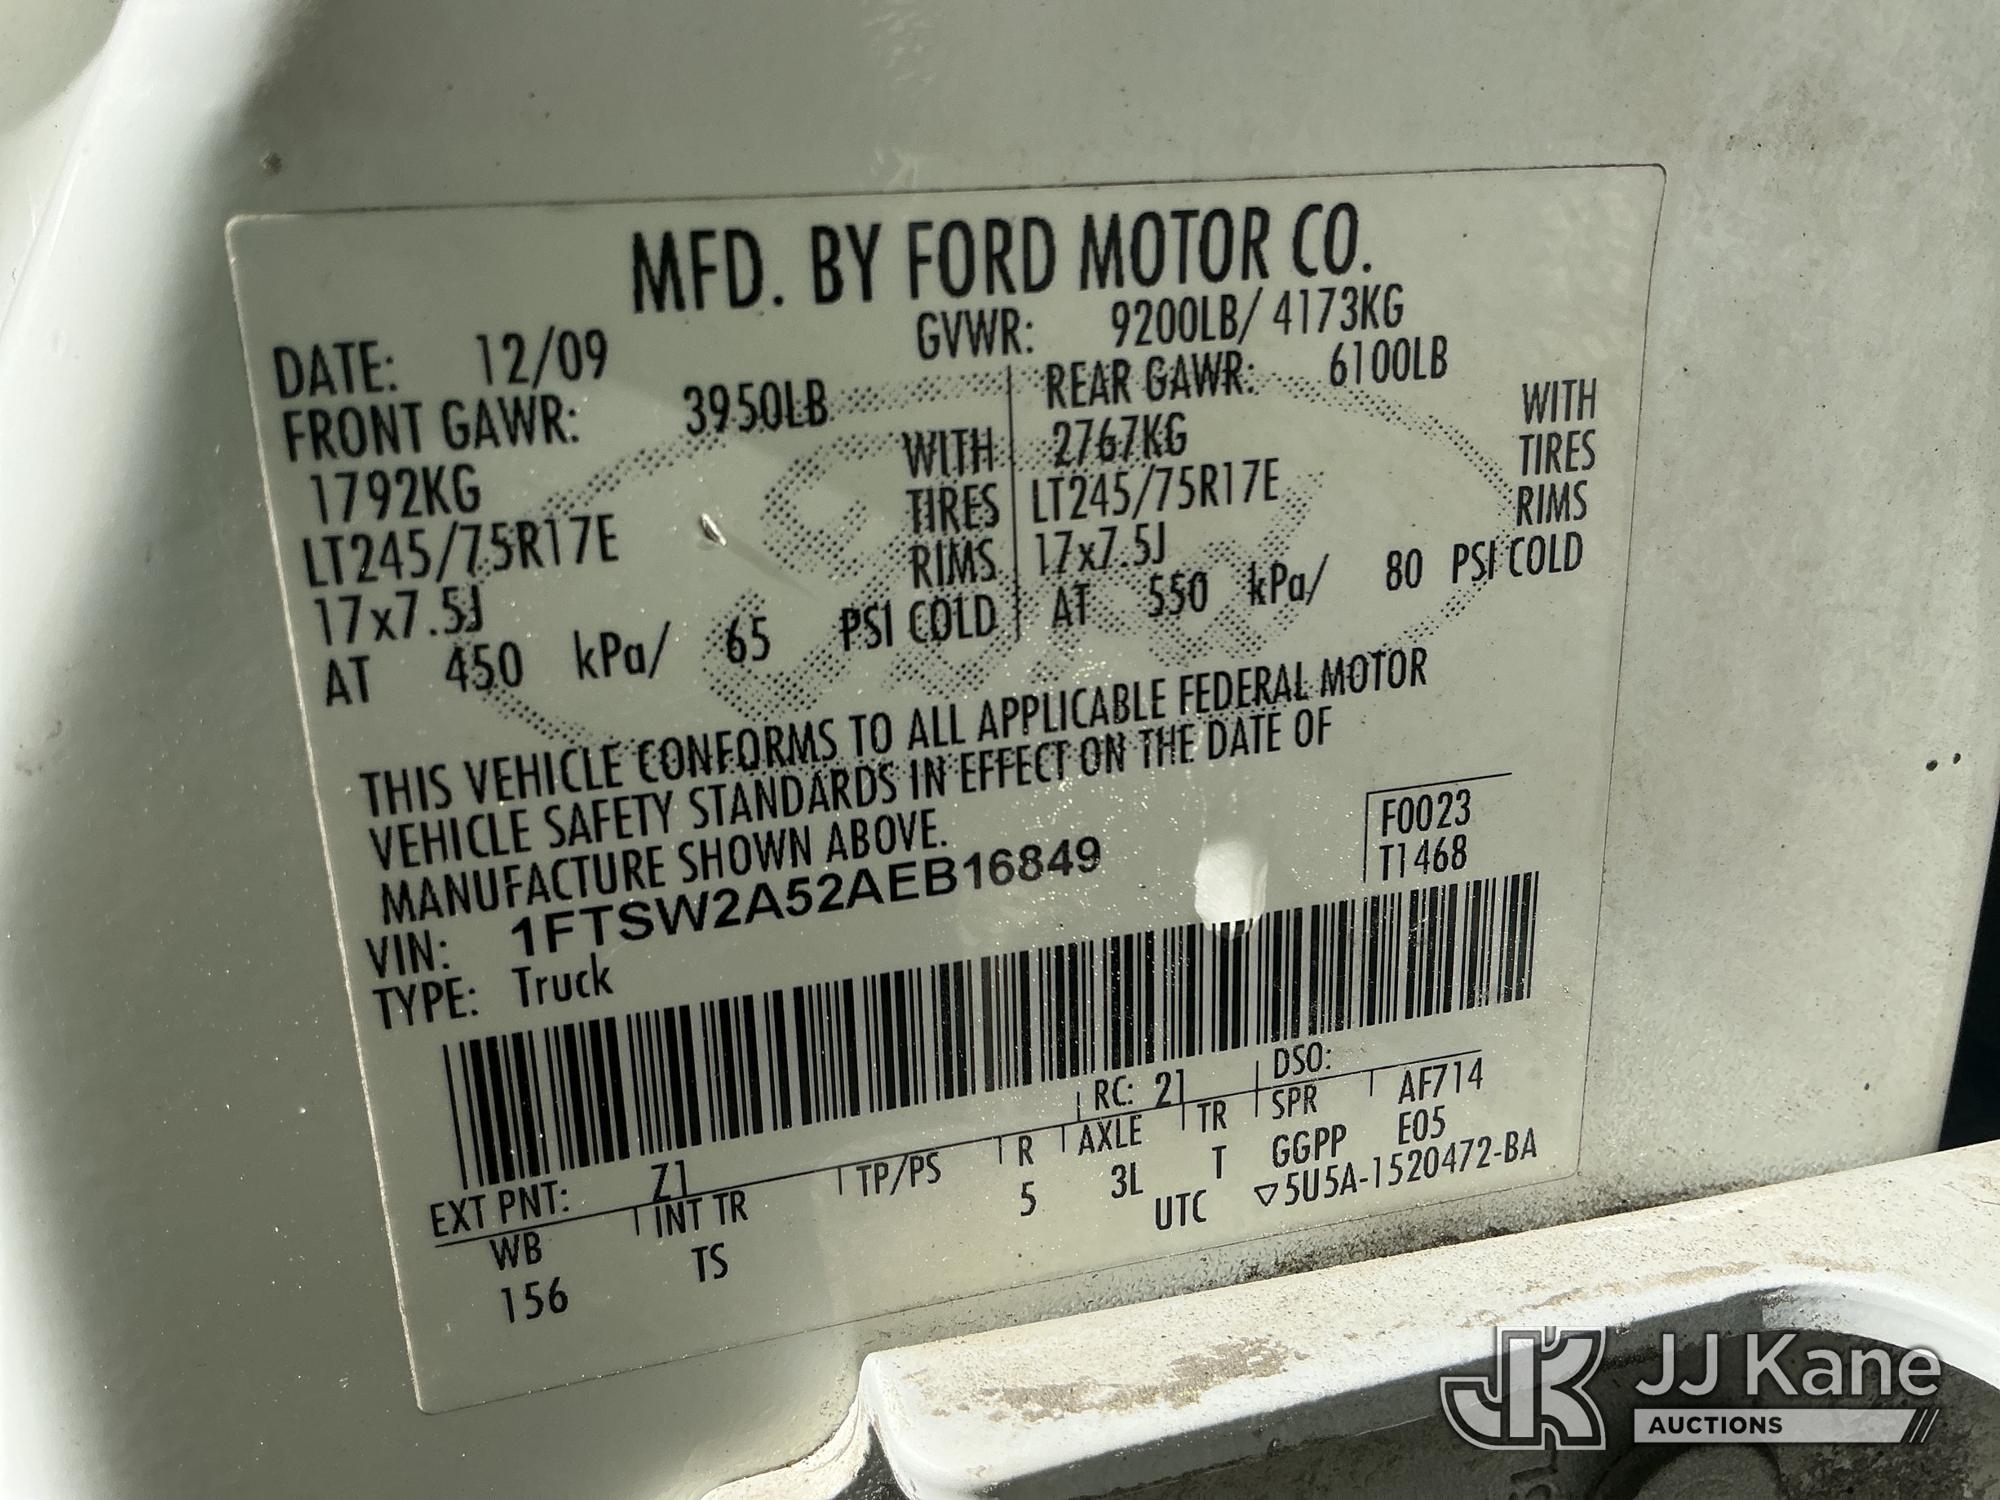 MFD. BY FORD MOTOR CO.
DATE: 12/09 GVWR: 9200LB/ 4173KG
FRONT GAWR: 3950LB REAR GAWR: 6100LB
1792KG WITH 2767KG WITH
LT245/75R17E TIRES LT245/75R17E TIRES
17x7.5J RIMS 17x7.5J RIMS
AT 450 kPa/ 65 PSI COLD AT 550 kPa/ 80 PSI COLD
THIS VEHICLE CONFORMS TO ALL APPLICABLE FEDERAL MOTOR
VEHICLE SAFETY STANDARDS IN EFFECT ON THE DATE OF
MANUFACTURE SHOWN ABOVE.
VIN: 1FTSW2A52AEB16849
F0023
T1468
TYPE: Truck
EXT PNT: Z1 RC: 21 DSO:
WB INT TR TP/PS R AXLE TR SPR AF714
156 TS 5 3L T GGPP E05
UTC ▽5U5A-1520472-BA
JJ Kane
AUCTIONS